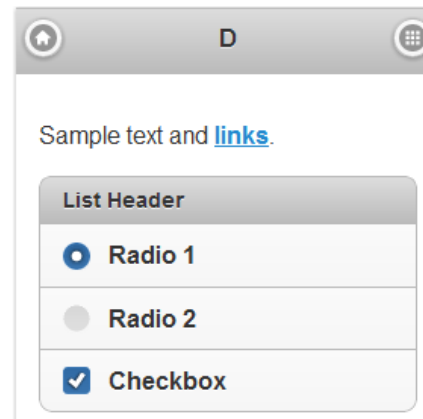 D
Sample text and links.
List Header
Radio 1
Radio 2
Checkbox